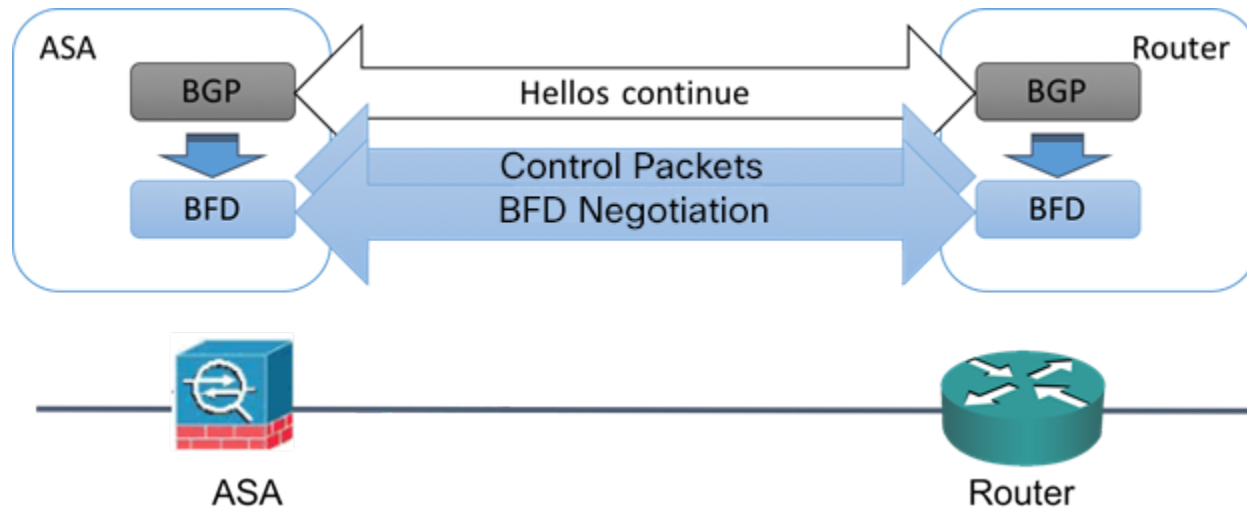 ASA
Router
BGP
Hellos continue
BGP
Control Packets
BFD
BFD Negotiation
BFD
ASA
Router